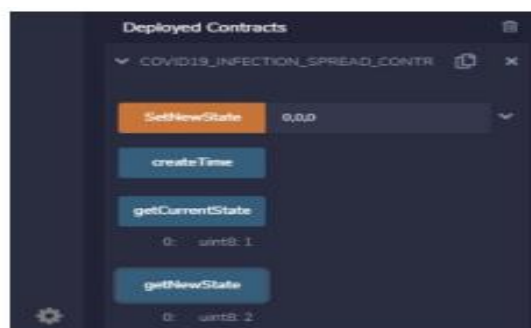 Deployed Contracts
COVID19_INFECTION_SPREAD_CONTR
SetNewState 0,0,0
createTime
getCurrentState
0: uint8: 1
getNewState
0: uint8: 2